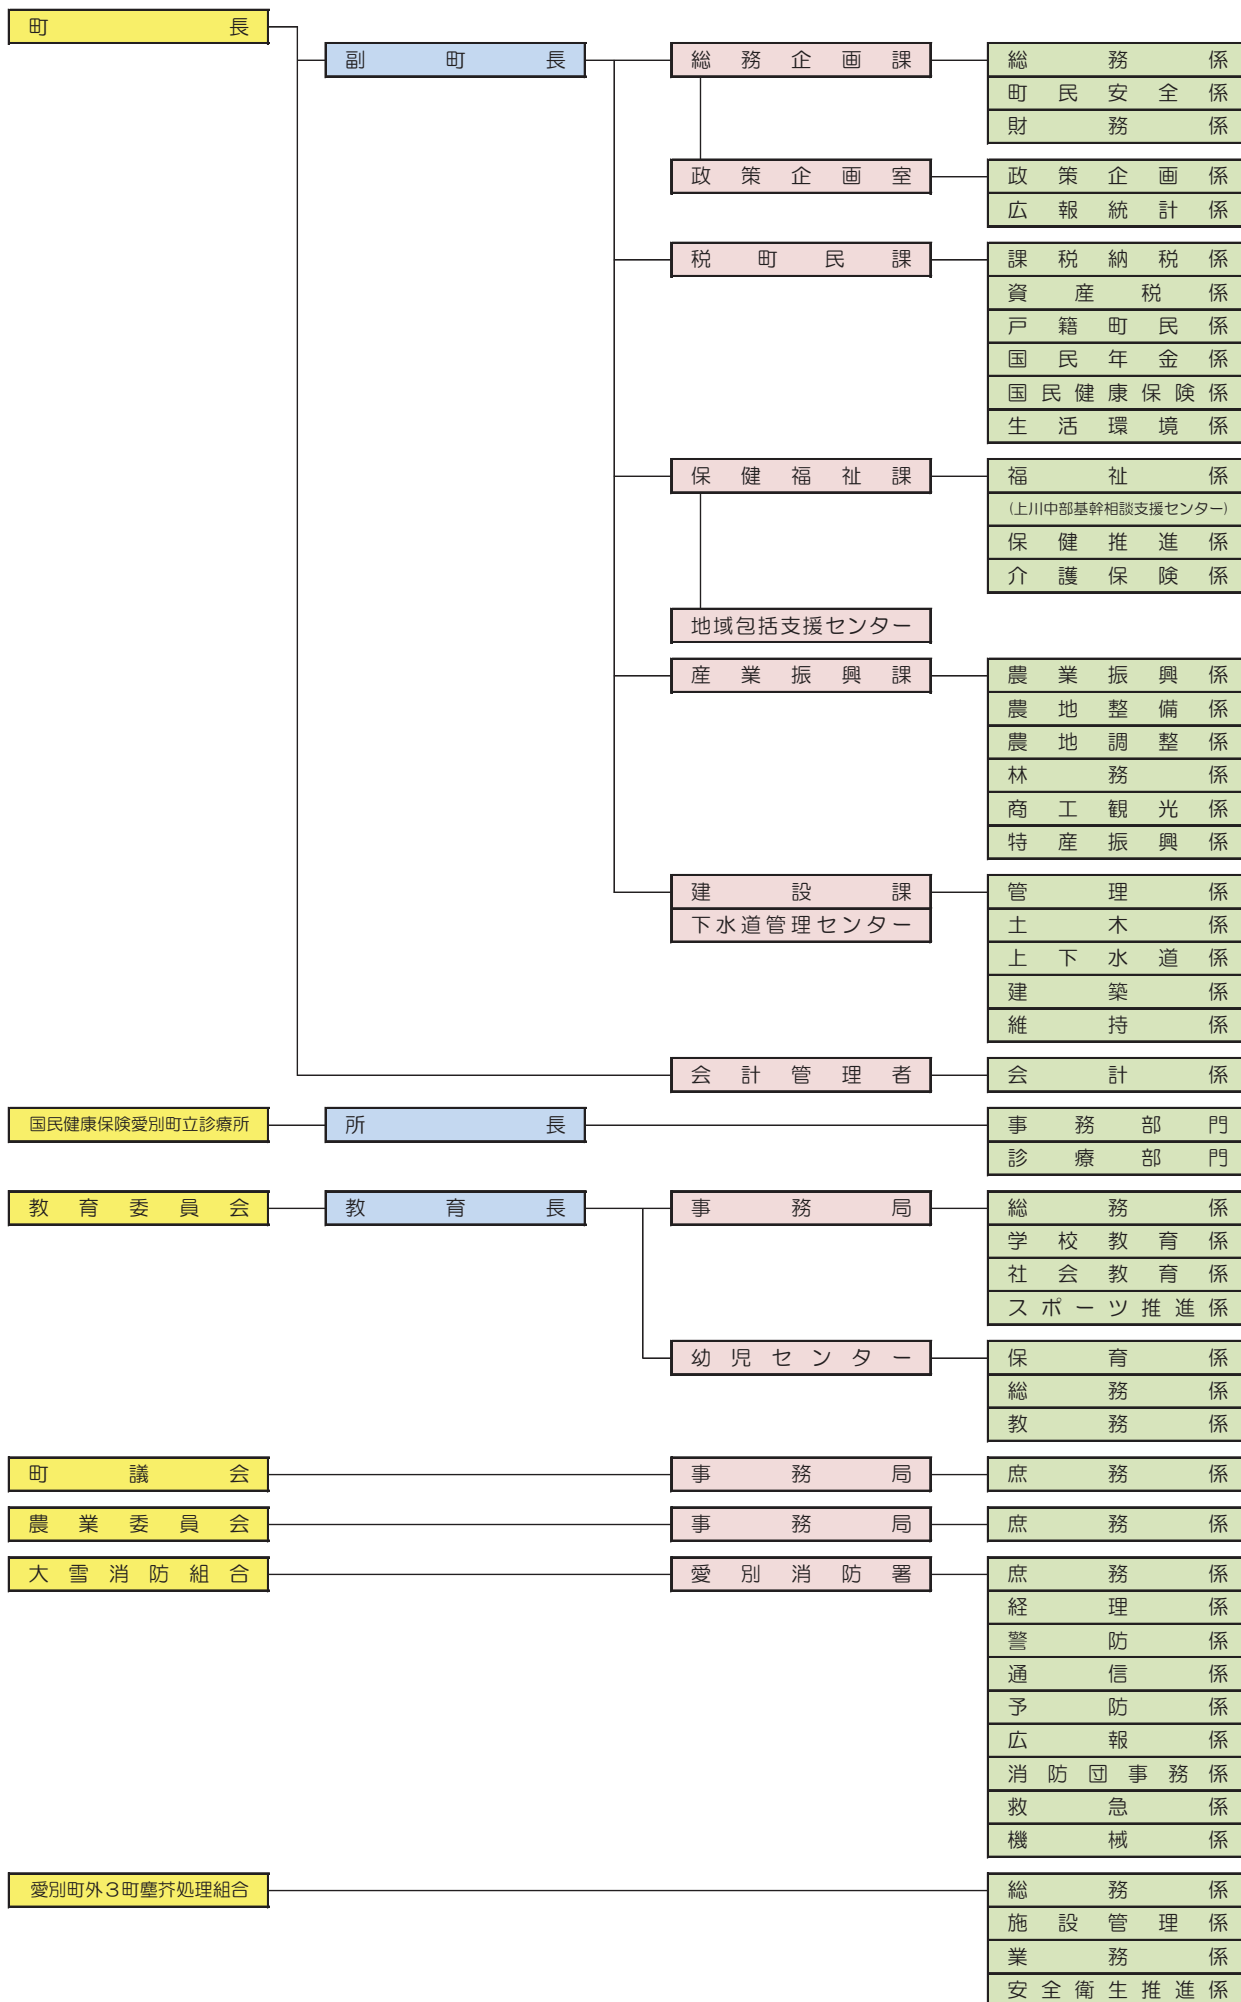 町長
副町長
総務企画課
総務係
町民安全係
財務係
政策企画室
政策企画係
広報統計係
税町民課
課税納税係
資産税係
戸籍町民係
国民年金係
国民健康保険係
生活環境係
保健福祉課
福祉係
(上川中部基幹相談支援センター)
保健推進係
介護保険係
地域包括支援センター
産業振興課
農業振興係
農地整備係
農地調整係
林務係
商工観光係
特産振興係
建設課
管理係
下水道管理センター
土木係
上下水道係
建築係
維持係
会計管理者
会計係
国民健康保険愛別町立診療所
所長
事務部門
診療部門
教育委員会
教育長
事務局
総務係
学校教育係
社会教育係
スポーツ推進係
幼児センター
保育係
総務係
教務係
町議会
事務局
庶務係
農業委員会
事務局
庶務係
大雪消防組合
愛別消防署
庶務係
経理係
警防係
通信係
予防係
広報係
消防団事務係
救急係
機械係
愛別町外3町塵芥処理組合
総務係
施設管理係
業務係
安全衛生推進係